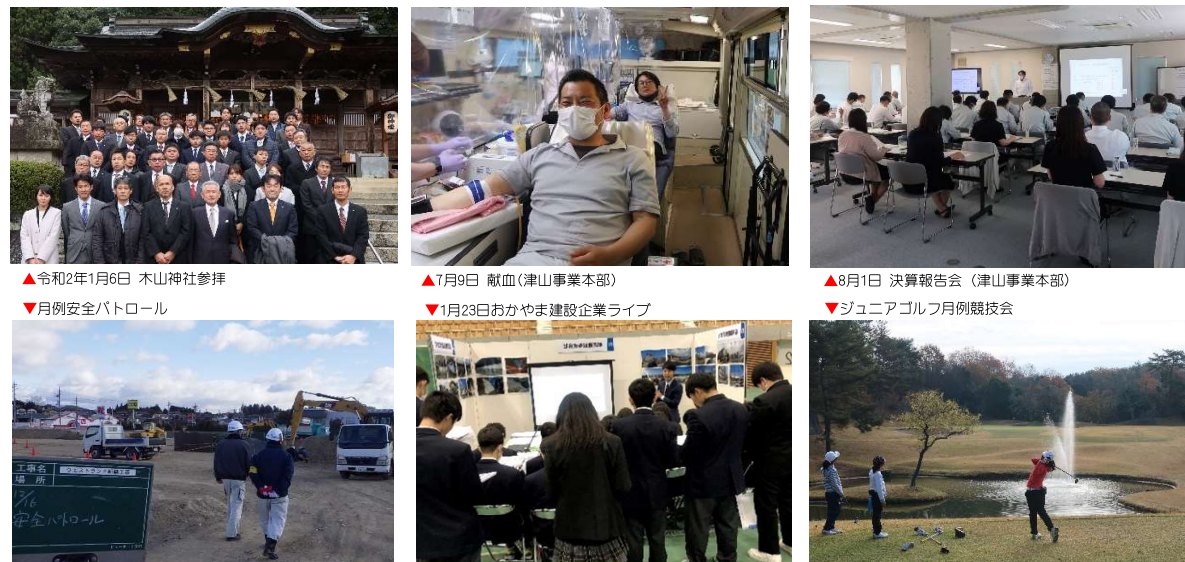 ▲令和2年1月6日 木山神社参拝
▲7月9日 献血(津山事業本部)
▲8月1日 決算報告会 (津山事業本部)
▼月例安全パトロール
▼1月23日おかやま建設企業ライブ
▼ジュニアゴルフ月例競技会
工事名
場所
12/16
安全パトロール